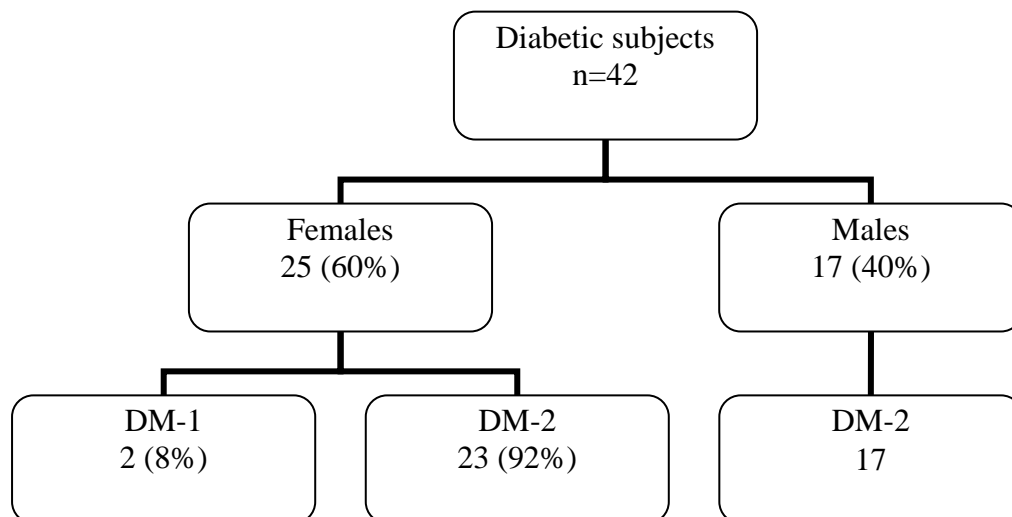 Diabetic subjects
n=42
Females
25 (60%)
Males
17 (40%)
DM-1
2 (8%)
DM-2
23 (92%)
DM-2
17